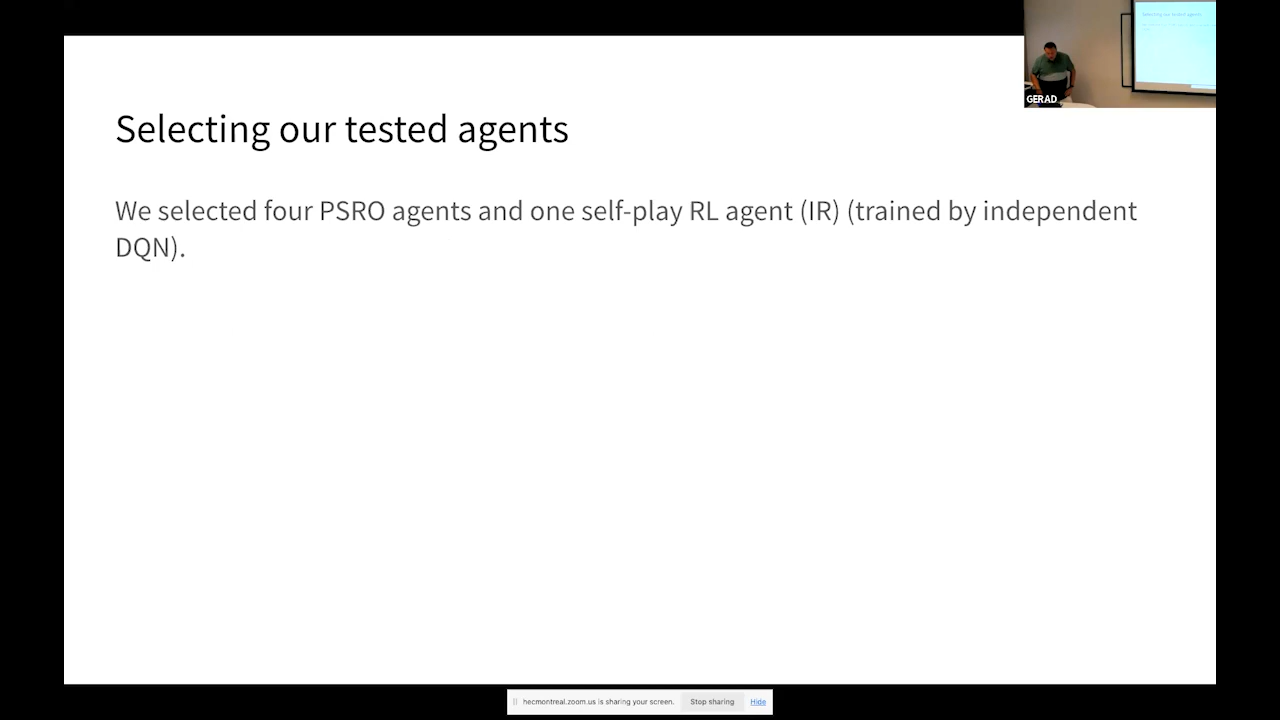 Selecting our tested agents
GERAD
We selected four PSRO agents and one self-play RL agent (IR) (trained by independent
DQN).
hecmontreal.zoom.us is sharing your screen.
Stop sharing
Hide